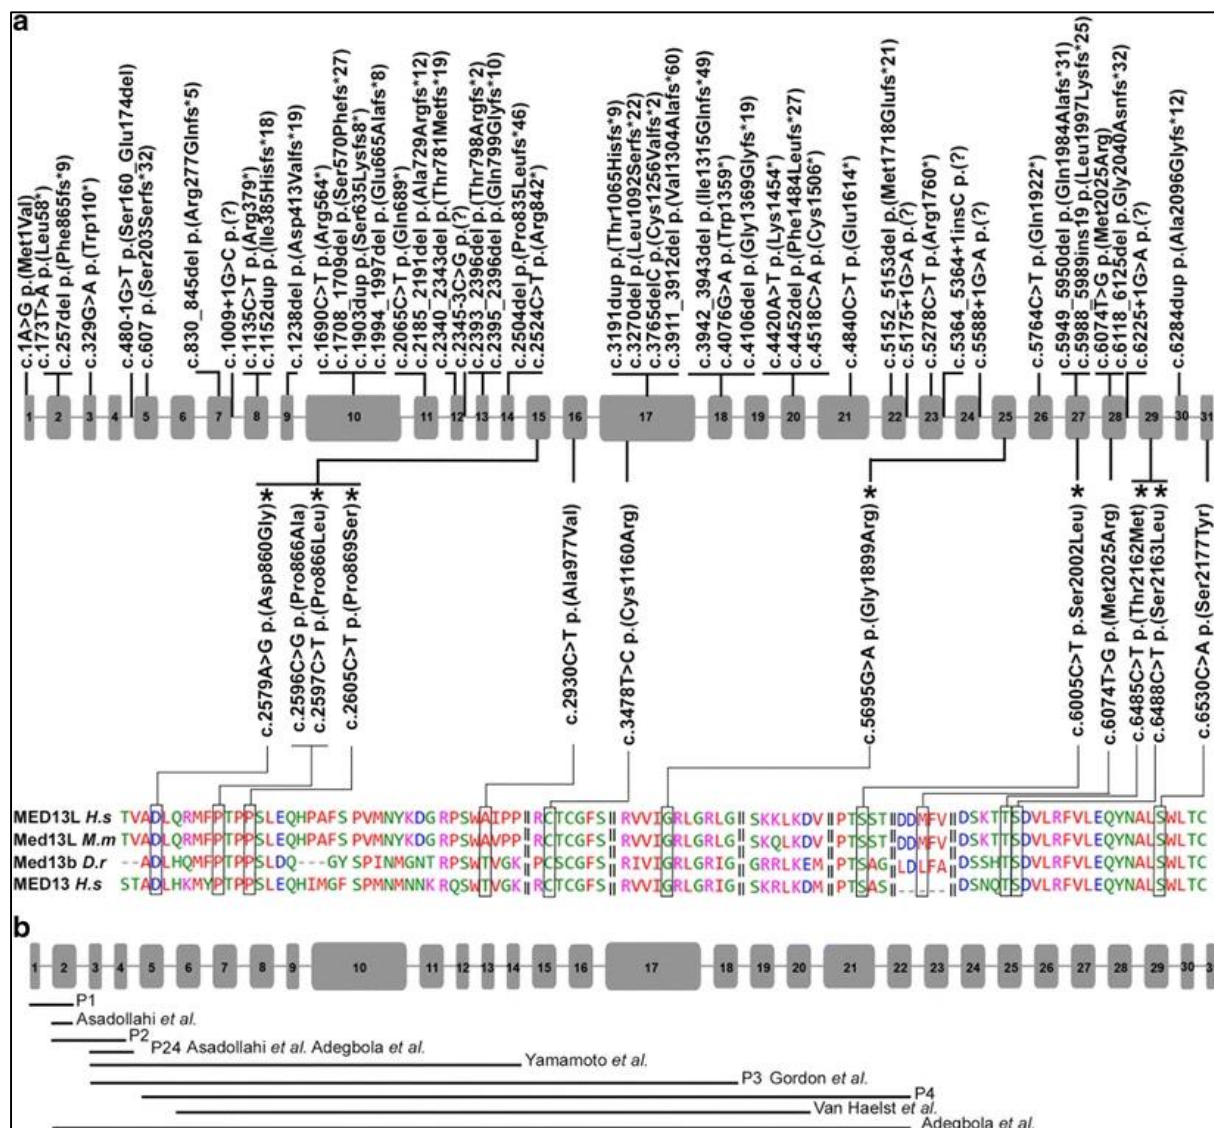 a
c.1A>G p.(Met1Val)
c.173T>A p.(Leu58*)
c.257del p.(Phe865fs*9)
c.329G>A p.(Trp110*)
c.480-1G>T p.(Ser160_Glu174del)
c.607 p.(Ser203Serfs*32)
c.830_845del p.(Arg277Glnfs*5)
c.1009+1G>C p.(?)
c.1135C>T p.(Arg379*)
c.1152dup p.(Ile385Hisfs*18)
c.1238del p.(Asp413Valfs*19)
c.1690C>T p.(Arg564*)
c.1708_1709del p.(Ser570Phefs*27)
c.1903dup p.(Ser635Lysfs8*)
c.1994_1997del p.(Glu665Alafs*8)
c.2065C>T p.(Gln689*)
c.2185_2191del p.(Ala729Argfs*12)
c.2340_2343del p.(Thr781Metfs*19)
c.2345-3C>G p.(?)
c.2393_2396del p.(Thr798Argfs*2)
c.2395_2396del p.(Gln799Glyfs*10)
c.2504del p.(Pro835Leufs*46)
c.2524C>T p.(Arg842*)
c.3191dup p.(Thr1065Hisfs*9)
c.3270del p.(Leu1092Serfs*22)
c.3765delC p.(Cys1256Valfs*2)
c.3911_3912del p.(Val1304Alafs*60)
c.3942_3943del p.(Ile1315Glnfs*49)
c.4076G>A p.(Trp1359*)
c.4106del p.(Gly1369Glyfs*19)
c.4420A>T p.(Lys1454*)
c.4452del p.(Phe1484Leufs*27)
c.4518C>A p.(Cys1506*)
c.4840C>T p.(Glu1614*)
c.5152_5153del p.(Met1718Glufs*21)
c.5175+1G>A p.(?)
c.5278C>T p.(Arg1760*)
c.5364_5364+1insC p.(?)
c.5588+1G>A p.(?)
c.5764C>T p.(Gln1922*)
c.5949_5950del p.(Gln1984Alafs*31)
c.5988_5989ins19 p.(Leu1997Lysfs*25)
c.6074T>G p.(Met2025Arg)
c.6118_6125del p.Gly2040Asnfs*32)
c.6225+1G>A p.(?)
c.6284dup p.(Ala2096Glyfs*12)
1 2 3 4 5 6 7 8 9 10 11 12 13 14 15 16 17 18 19 20 21 22 23 24 25 26 27 28 29 30 31
c.2579A>G p.(Asp860Gly)*
c.2596C>G p.(Pro866Ala)
c.2597C>T p.(Pro866Leu)*
c.2605C>T p.(Pro869Ser)*
c.2930C>T p.(Ala977Val)
c.3478T>C p.(Cys1160Arg)
c.5695G>A p.(Gly1899Arg)*
c.6005C>T p.Ser2002Leu)*
c.6074T>G p.(Met2025Arg)
c.6485C>T p.(Thr2162Met)*
c.6488C>T p.(Ser2163Leu)*
c.6530C>A p.(Ser2177Tyr)
MED13L H.s TVADLQRMFPTPPSLEQHPAFS PVMNYKDG RPSWAIPP || RCTCGFS || RVVIGRLGRLG || SKKLKDV || PTSST || DDMFV || DSKTTSDVLRFVLEQYNALSWLTC
Med13L M.m TVADLQRMFPTPPSLEQHPAFS PVMNYKDG RPSWAVPP || RCTCGFS || RVVIGRLGRLG || SKQLKDV || PTSST || DDMFV || DSKTTSDVLRFVLEQYNALSWLTC
Med13b D.r --ADLHQMFPTPPSLDQ---GYSPINMGNT RPSWTVGK PCSCGFS || RIVIGRLGRIG || SKRLKDM || PTSAG || LDLFA || DSSHTSDVLRFVLEQYNALSWLTC
MED13 H.s STADLHKMYPTPPSLEQHIMGF SPMNMNNK RQSWTVGK || RCTCGFS || RVVIGRLGRIG || SKRLKDM || PTSAS || ----- || DSNQTSDVLRFVLEQYNALSWLTC
b
1 2 3 4 5 6 7 8 9 10 11 12 13 14 15 16 17 18 19 20 21 22 23 24 25 26 27 28 29 30 3
P1
Asadollahi et al.
P2
P24 Asadollahi et al. Adegbola et al.
Yamamoto et al.
P3 Gordon et al.
P4
Van Haelst et al.
Adegbola et al.